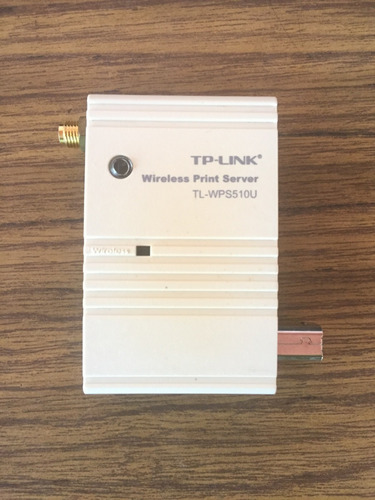 TP-LINK®
Wireless Print Server
TL-WPS510U